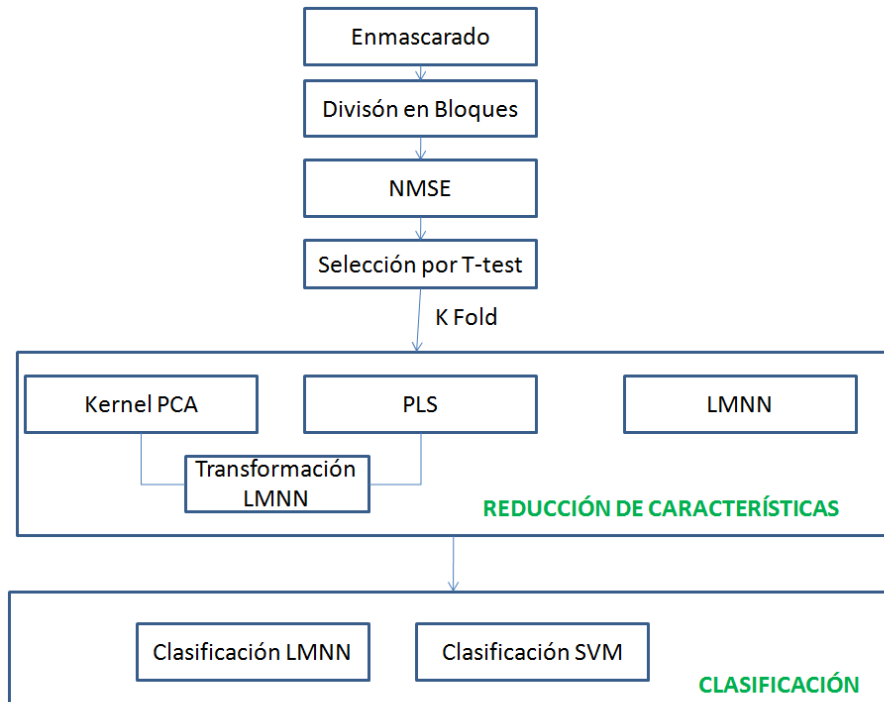 Enmascarado
Divisón en Bloques
NMSE
Selección por T-test
K Fold
Kernel PCA
PLS
LMNN
Transformación
LMNN
REDUCCIÓN DE CARACTERÍSTICAS
Clasificación LMNN
Clasificación SVM
CLASIFICACIÓN